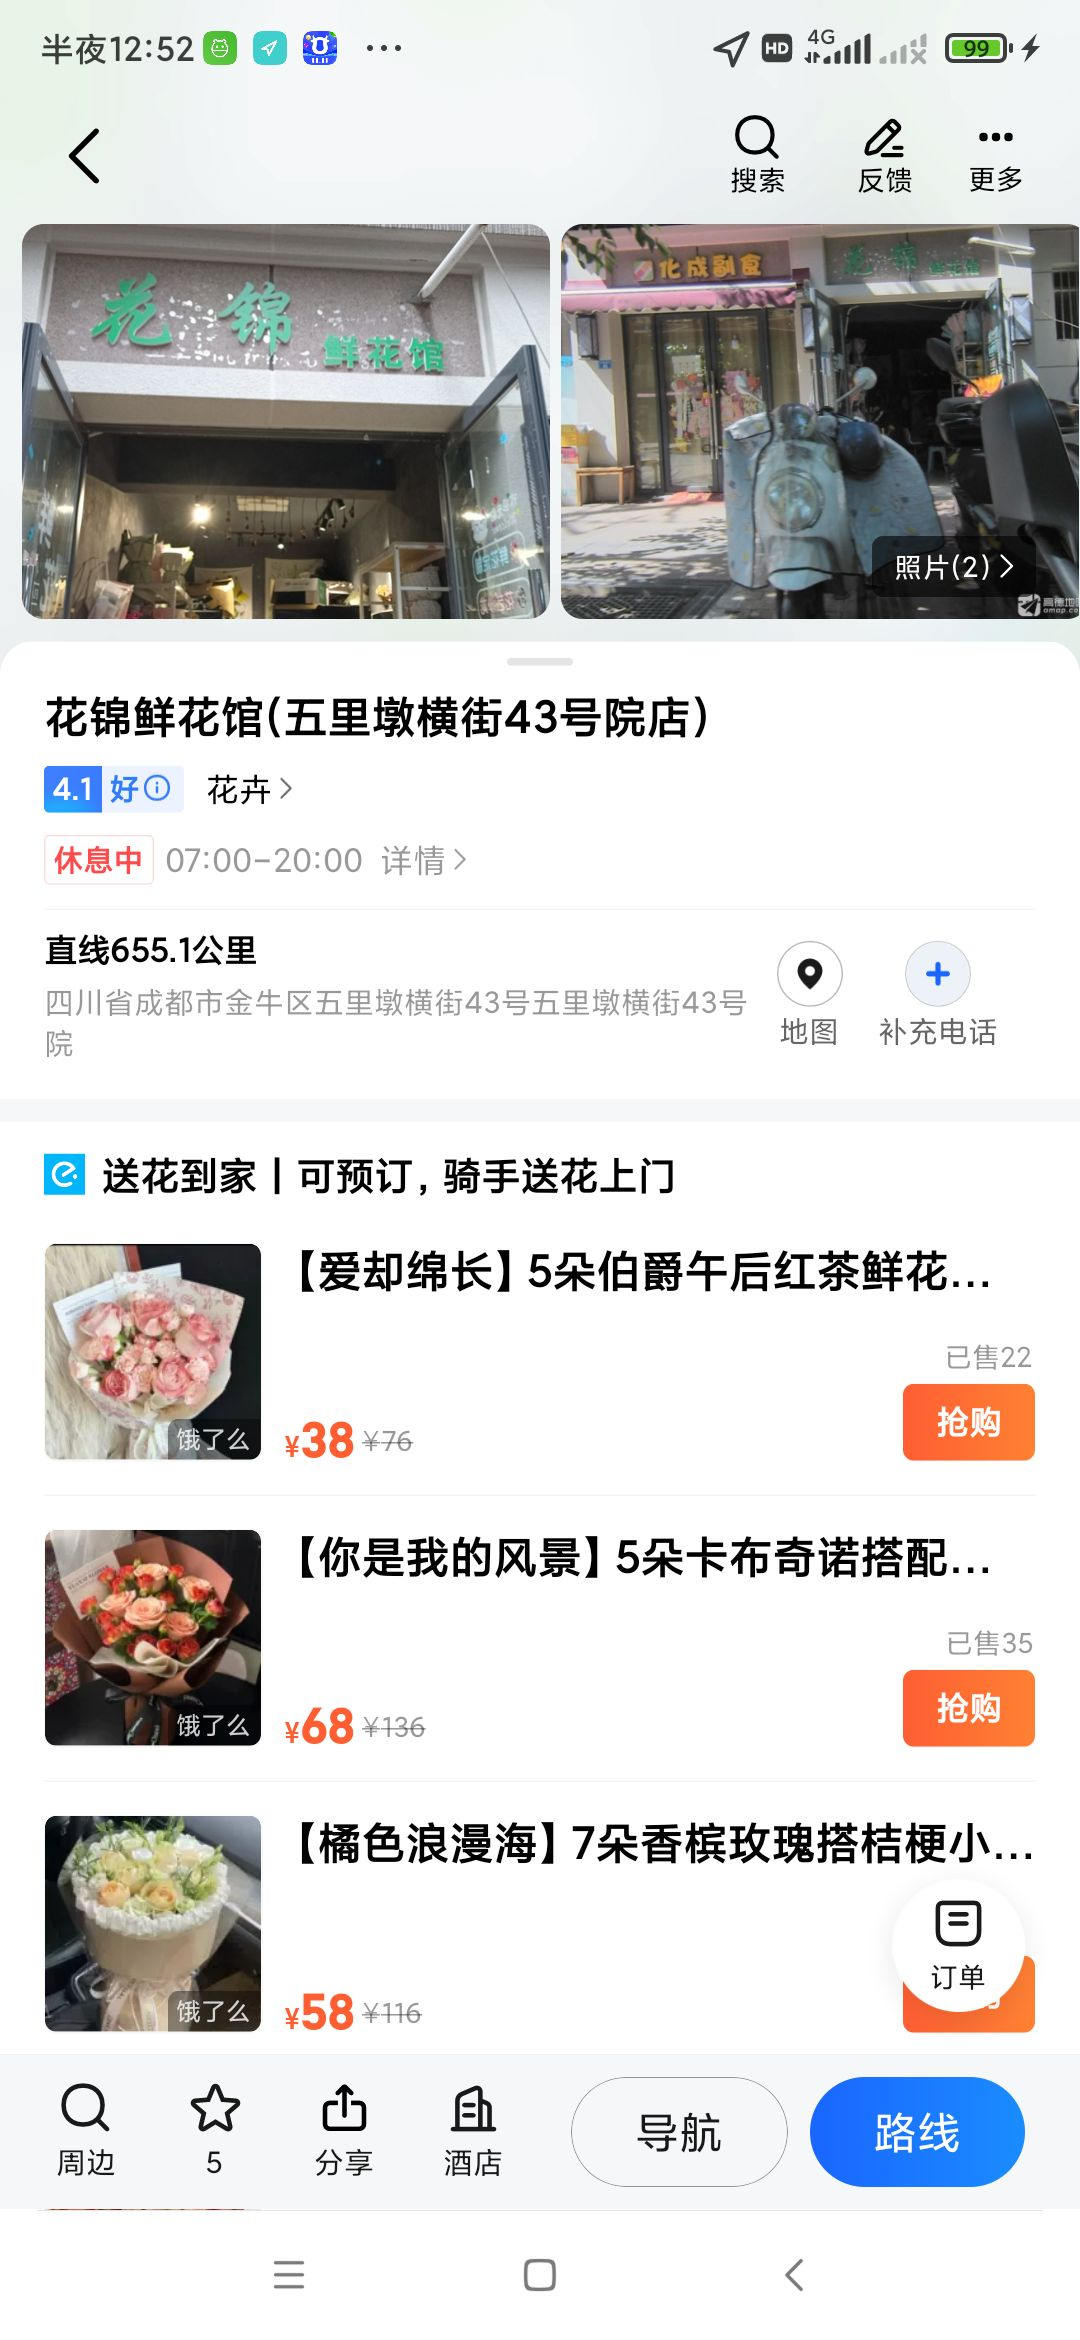 半夜12:52
HD
4G
99
搜索
反馈
更多
花锦
鲜花馆
化成副食
花锦
鲜花馆
照片(2)
花锦鲜花馆(五里墩横街43号院店)
4.1 好 花卉
休息中 07:00-20:00 详情
直线655.1公里
四川省成都市金牛区五里墩横街43号五里墩横街43号
院
地图
补充电话
送花到家 | 可预订，骑手送花上门
【爱却绵长】5朵伯爵午后红茶鲜花...
已售22
饿了么
¥38 ¥76
抢购
【你是我的风景】5朵卡布奇诺搭配...
已售35
饿了么
¥68 ¥136
抢购
【橘色浪漫海】7朵香槟玫瑰搭桔梗小...
饿了么
¥58 ¥116
订单
周边
5
分享
酒店
导航
路线